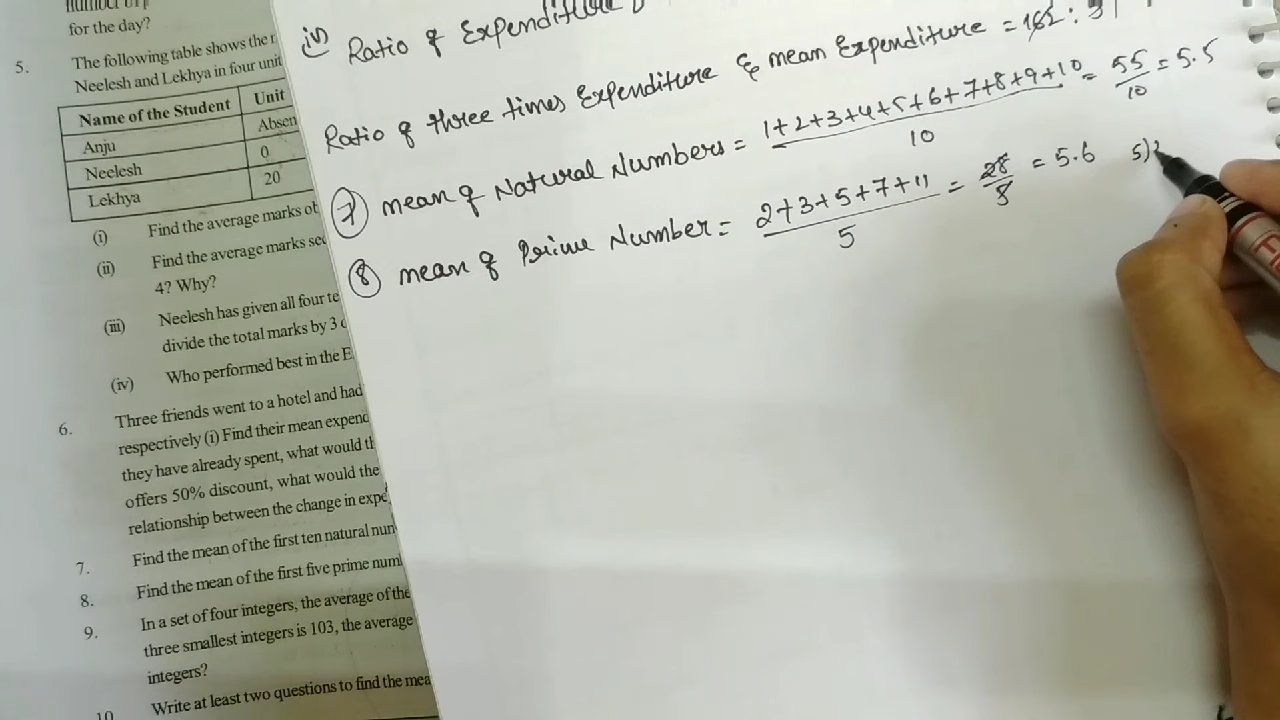 for the day?
5. The following table shows the
Neelesh and Lekhya in four unit
Name of the Student Unit
Anju Absen
Neelesh 0
Lekhya 20
(i) Find the average marks ob
(ii) Find the average marks sec
4? Why?
(iii) Neelesh has given all four te
divide the total marks by 3
(iv) Who performed best in the E
6. Three friends went to a hotel and had
respectively (i) Find their mean expend
they have already spent, what would th
offers 50% discount, what would the
relationship between the change in expe
7. Find the mean of the first ten natural num
8. Find the mean of the first five prime num
9. In a set of four integers, the average of the
three smallest integers is 103, the average
integers?
10. Write at least two questions to find the mea
iv) Ratio of Expenditure
Ratio of three times Expenditure & mean Expenditure = 162 :
7 mean of Natural Numbers = 1+2+3+4+5+6+7+8+9+10 / 10 = 55/10 = 5.5
8 mean of Prime Number = 2+3+5+7+11 / 5 = 28/5 = 5.6 5)2